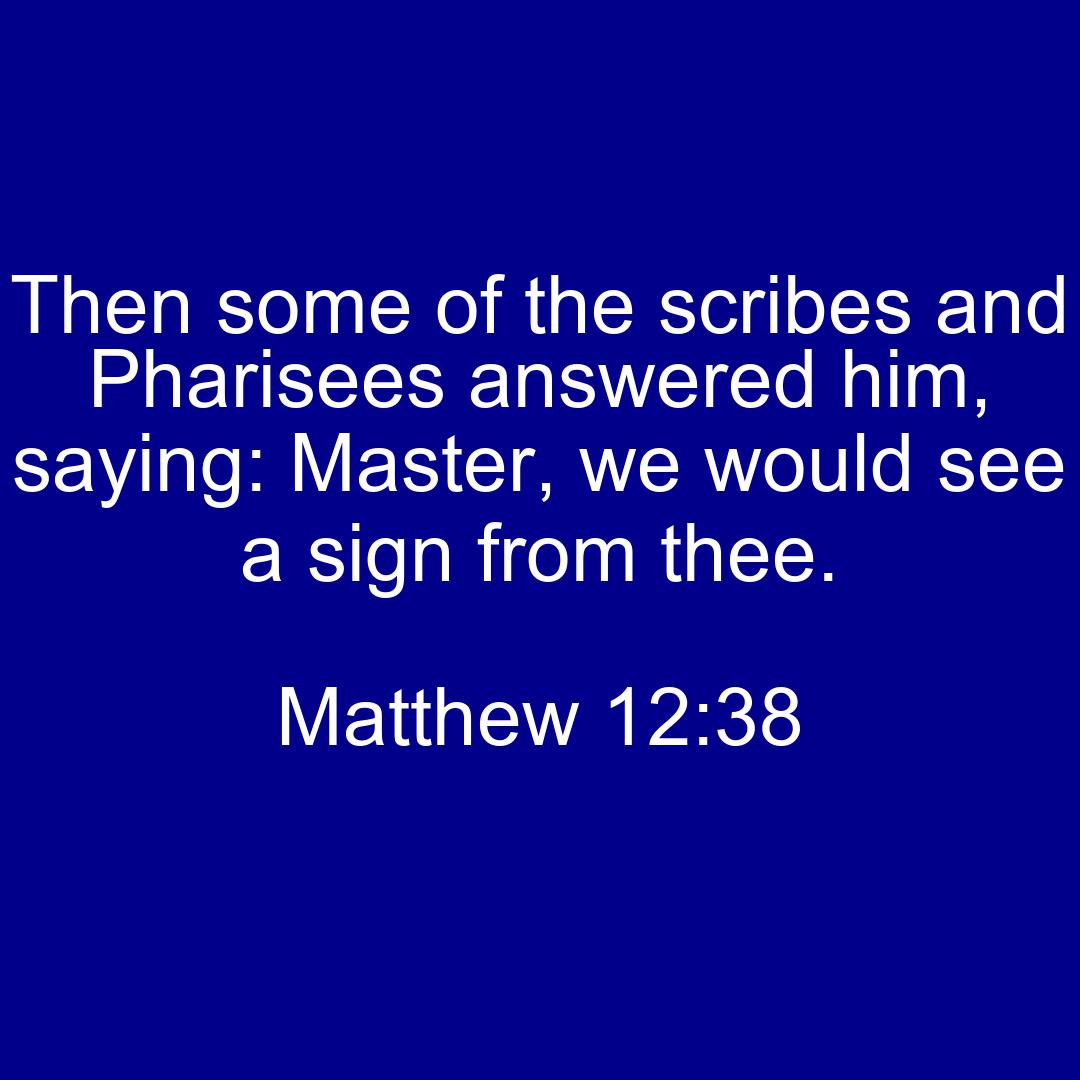 Then some of the scribes and
Pharisees answered him,
saying: Master, we would see
a sign from thee.
Matthew 12:38